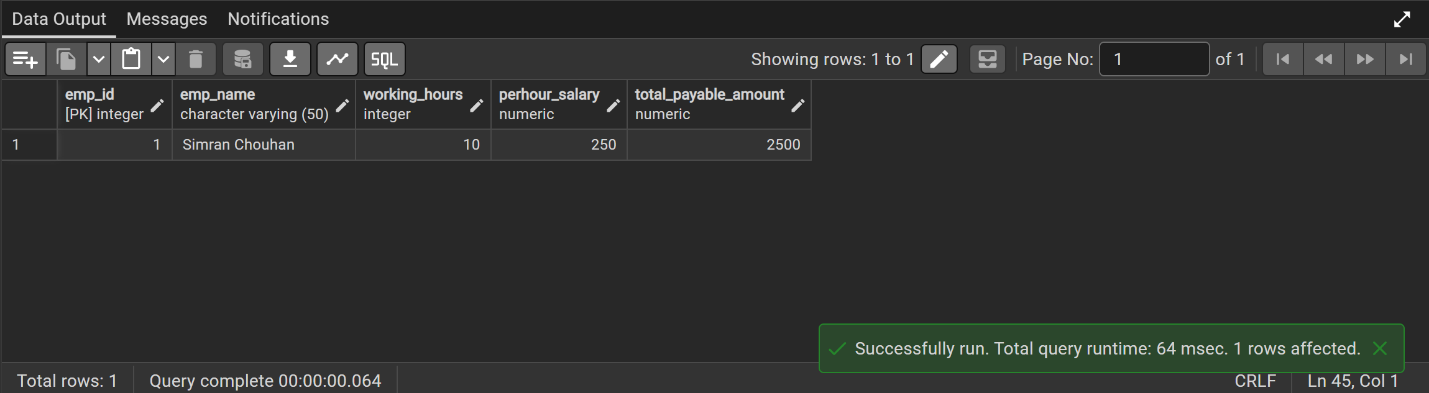 Data Output Messages Notifications
SQL Showing rows: 1 to 1 Page No: 1 of 1
emp_id emp_name working_hours perhour_salary total_payable_amount
[PK] integer character varying (50) integer numeric numeric
1 1 Simran Chouhan 10 250 2500
Successfully run. Total query runtime: 64 msec. 1 rows affected.
Total rows: 1 Query complete 00:00:00.064 CRLF Ln 45, Col 1